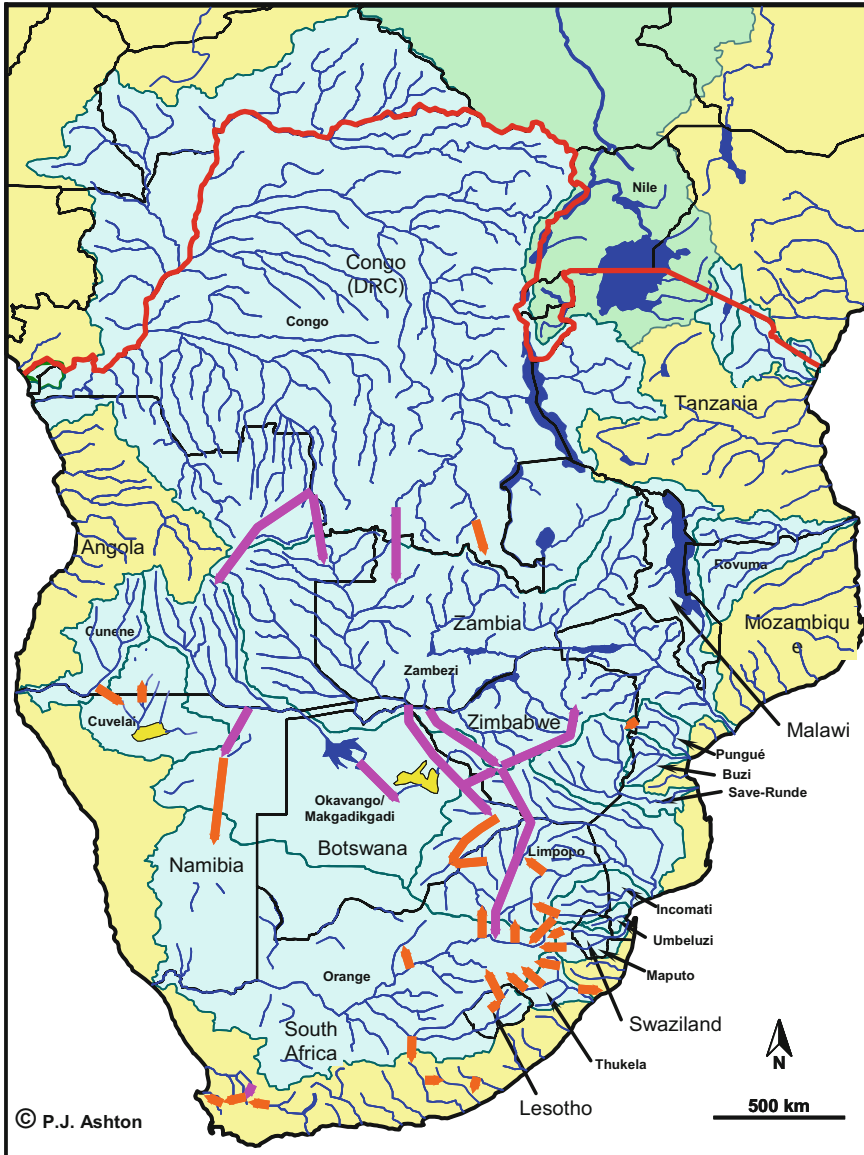 Nile
Congo
(DRC)
Congo
Tanzania
Angola
Rovuma
Zambia
Mozambiqu
e
Cunene
Zambezi
Cuvelai
Zimbabwe
Malawi
Pungué
Buzi
Save-Runde
Okavango/
Makgadikgadi
Botswana
Limpopo
Namibia
Incomati
Umbeluzi
Maputo
Orange
Swaziland
South
Africa
Thukela
N
Lesotho
500 km
© P.J. Ashton